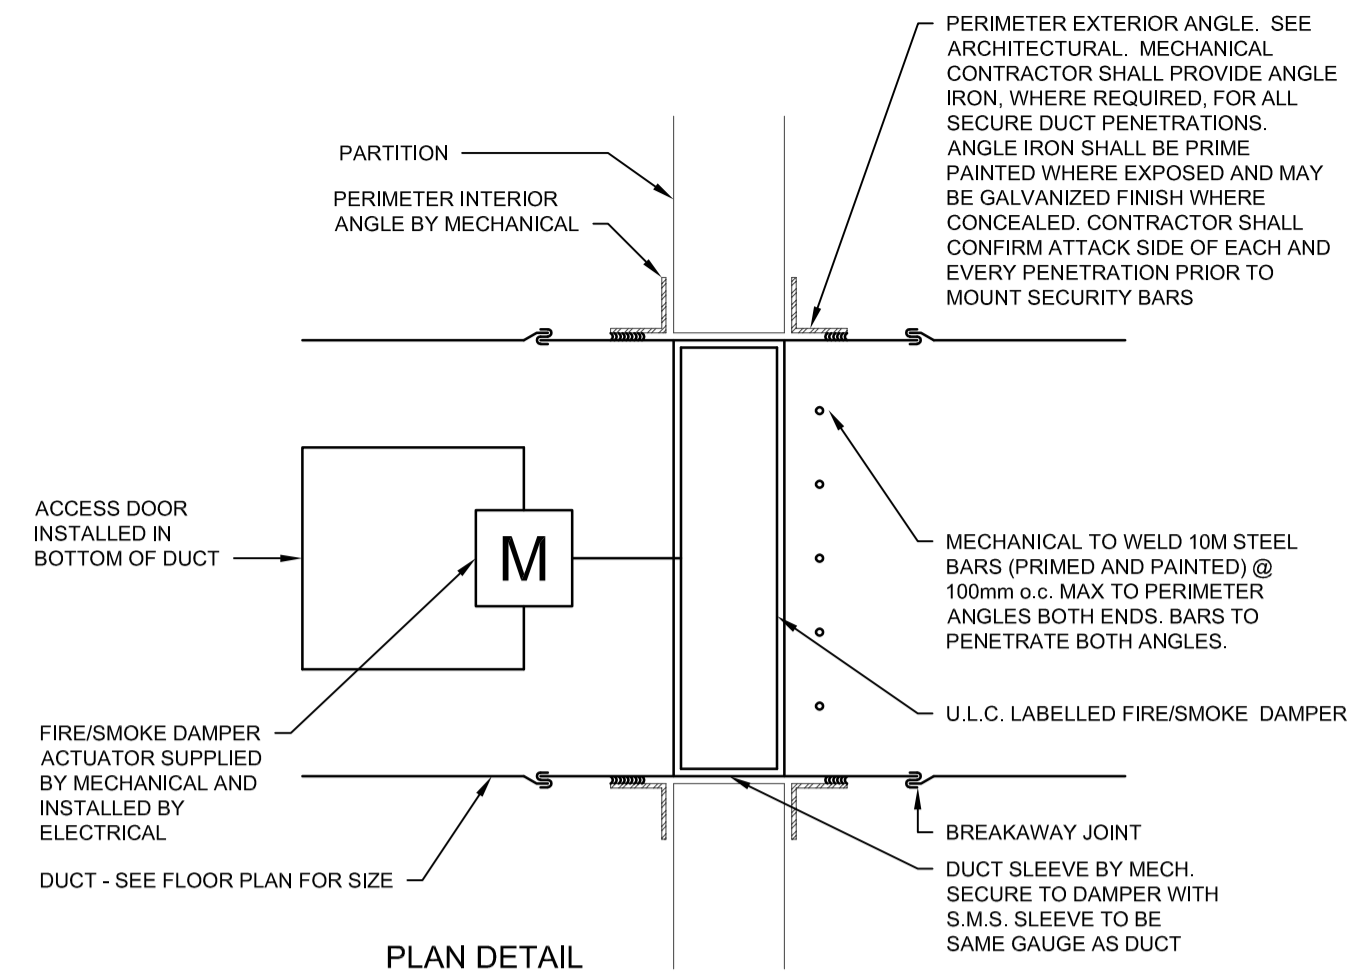 PERIMETER EXTERIOR ANGLE. SEE
ARCHITECTURAL. MECHANICAL
CONTRACTOR SHALL PROVIDE ANGLE
IRON, WHERE REQUIRED, FOR ALL
SECURE DUCT PENETRATIONS.
ANGLE IRON SHALL BE PRIME
PAINTED WHERE EXPOSED AND MAY
BE GALVANIZED FINISH WHERE
CONCEALED. CONTRACTOR SHALL
CONFIRM ATTACK SIDE OF EACH AND
EVERY PENETRATION PRIOR TO
MOUNT SECURITY BARS
PARTITION
PERIMETER INTERIOR
ANGLE BY MECHANICAL
ACCESS DOOR
INSTALLED IN
BOTTOM OF DUCT
M
MECHANICAL TO WELD 10M STEEL
BARS (PRIMED AND PAINTED) @
100mm o.c. MAX TO PERIMETER
ANGLES BOTH ENDS. BARS TO
PENETRATE BOTH ANGLES.
U.L.C. LABELLED FIRE/SMOKE DAMPER
FIRE/SMOKE DAMPER
ACTUATOR SUPPLIED
BY MECHANICAL AND
INSTALLED BY
ELECTRICAL
BREAKAWAY JOINT
DUCT - SEE FLOOR PLAN FOR SIZE
DUCT SLEEVE BY MECH.
SECURE TO DAMPER WITH
S.M.S. SLEEVE TO BE
SAME GAUGE AS DUCT
PLAN DETAIL